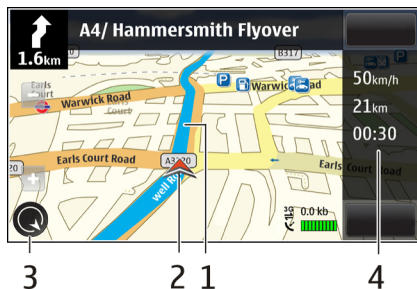 A4/ Hammersmith Flyover
1.6km
B317
Earls
Court
P
Warwick Road
Warwick Road
P
50km/h
21km
00:30
Earls Court Road
A3220
Earls
20
well
3G
0.0 kb
3
2
1
4